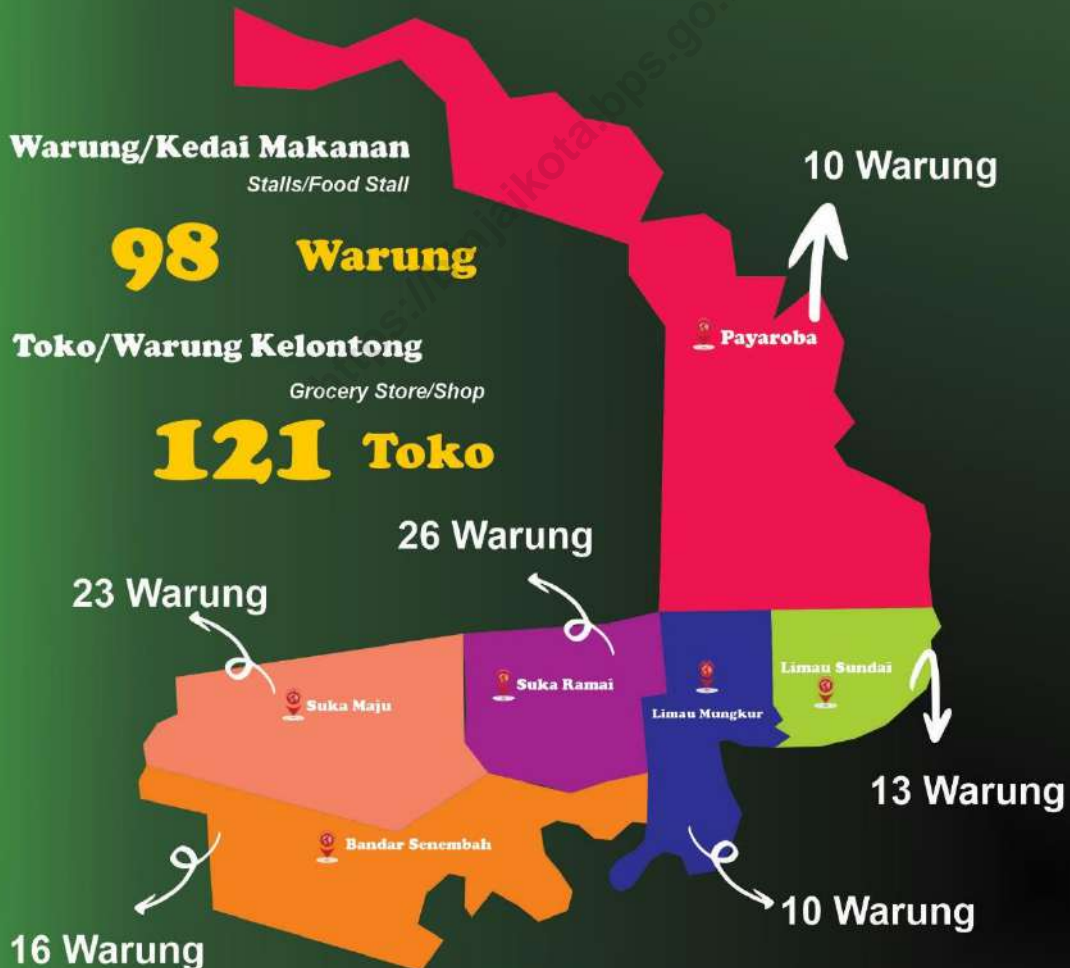 Warung/Kedai Makanan
Stalls/Food Stall
98 Warung
Toko/Warung Kelontong
Grocery Store/Shop
121 Toko
10 Warung
Payaroba
26 Warung
23 Warung
Suka Maju
Suka Ramai
Limau Mungkur
Limau Sundai
13 Warung
Bandar Senembah
10 Warung
16 Warung